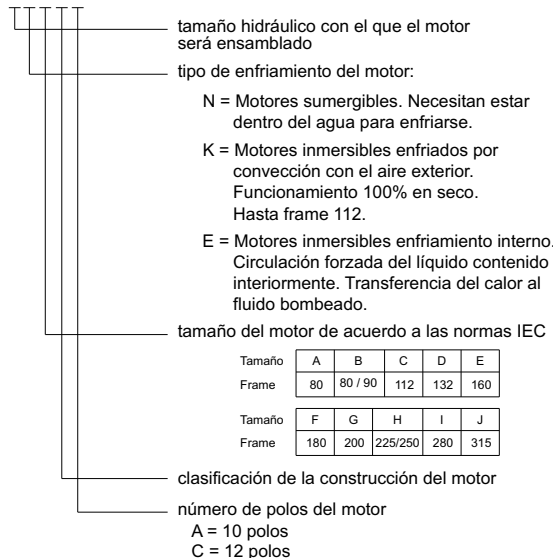 tamaño hidráulico con el que el motor
será ensamblado
tipo de enfriamiento del motor:
N = Motores sumergibles. Necesitan estar
dentro del agua para enfriarse.
K = Motores inmersibles enfriados por
convección con el aire exterior.
Funcionamiento 100% en seco.
Hasta frame 112.
E = Motores inmersibles enfriamiento interno.
Circulación forzada del líquido contenido
interiormente. Transferencia del calor al
fluido bombeado.
tamaño del motor de acuerdo a las normas IEC
Tamaño A B C D E
Frame 80 80 / 90 112 132 160
Tamaño F G H I J
Frame 180 200 225/250 280 315
clasificación de la construcción del motor
número de polos del motor
A = 10 polos
C = 12 polos